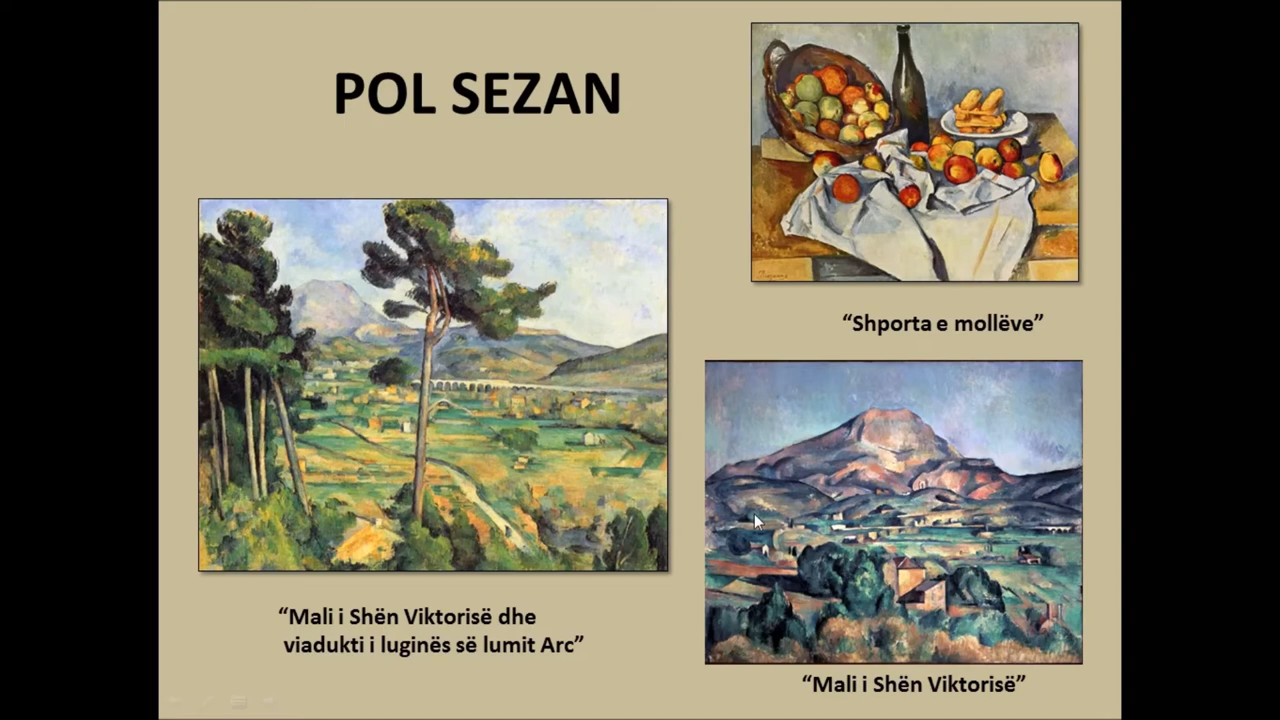 POL SEZAN
“Shporta e mollëve”
“Mali i Shën Viktorisë dhe
viadukti i luginës së lumit Arc”
“Mali i Shën Viktorisë”